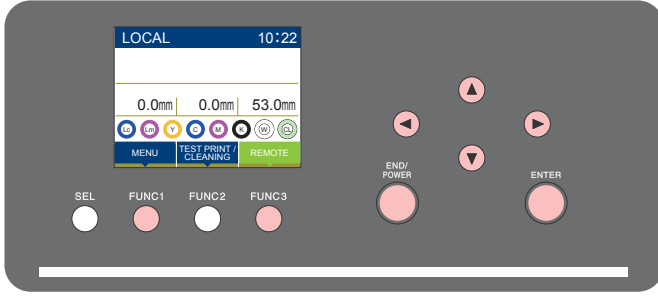 LOCAL 10:22
0.0mm 0.0mm 53.0mm
Lc Lm Y C M K W CL
MENU TEST PRINT / CLEANING REMOTE
END/
POWER
ENTER
SEL FUNC1 FUNC2 FUNC3